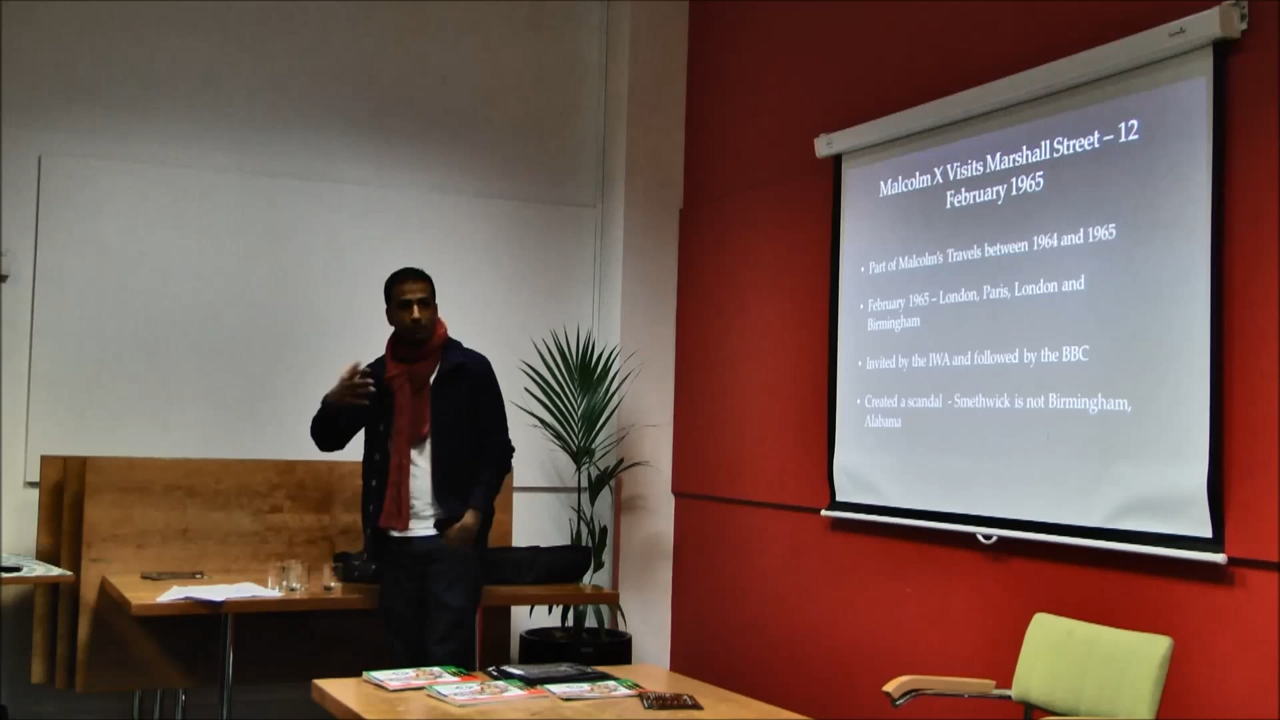 Malcolm X Visits Marshall Street – 12
February 1965
• Part of Malcolm's Travels between 1964 and 1965
• February 1965 – London, Paris, London and
Birmingham
• Invited by the IWA and followed by the BBC
• Created a scandal - Smethwick is not Birmingham,
Alabama